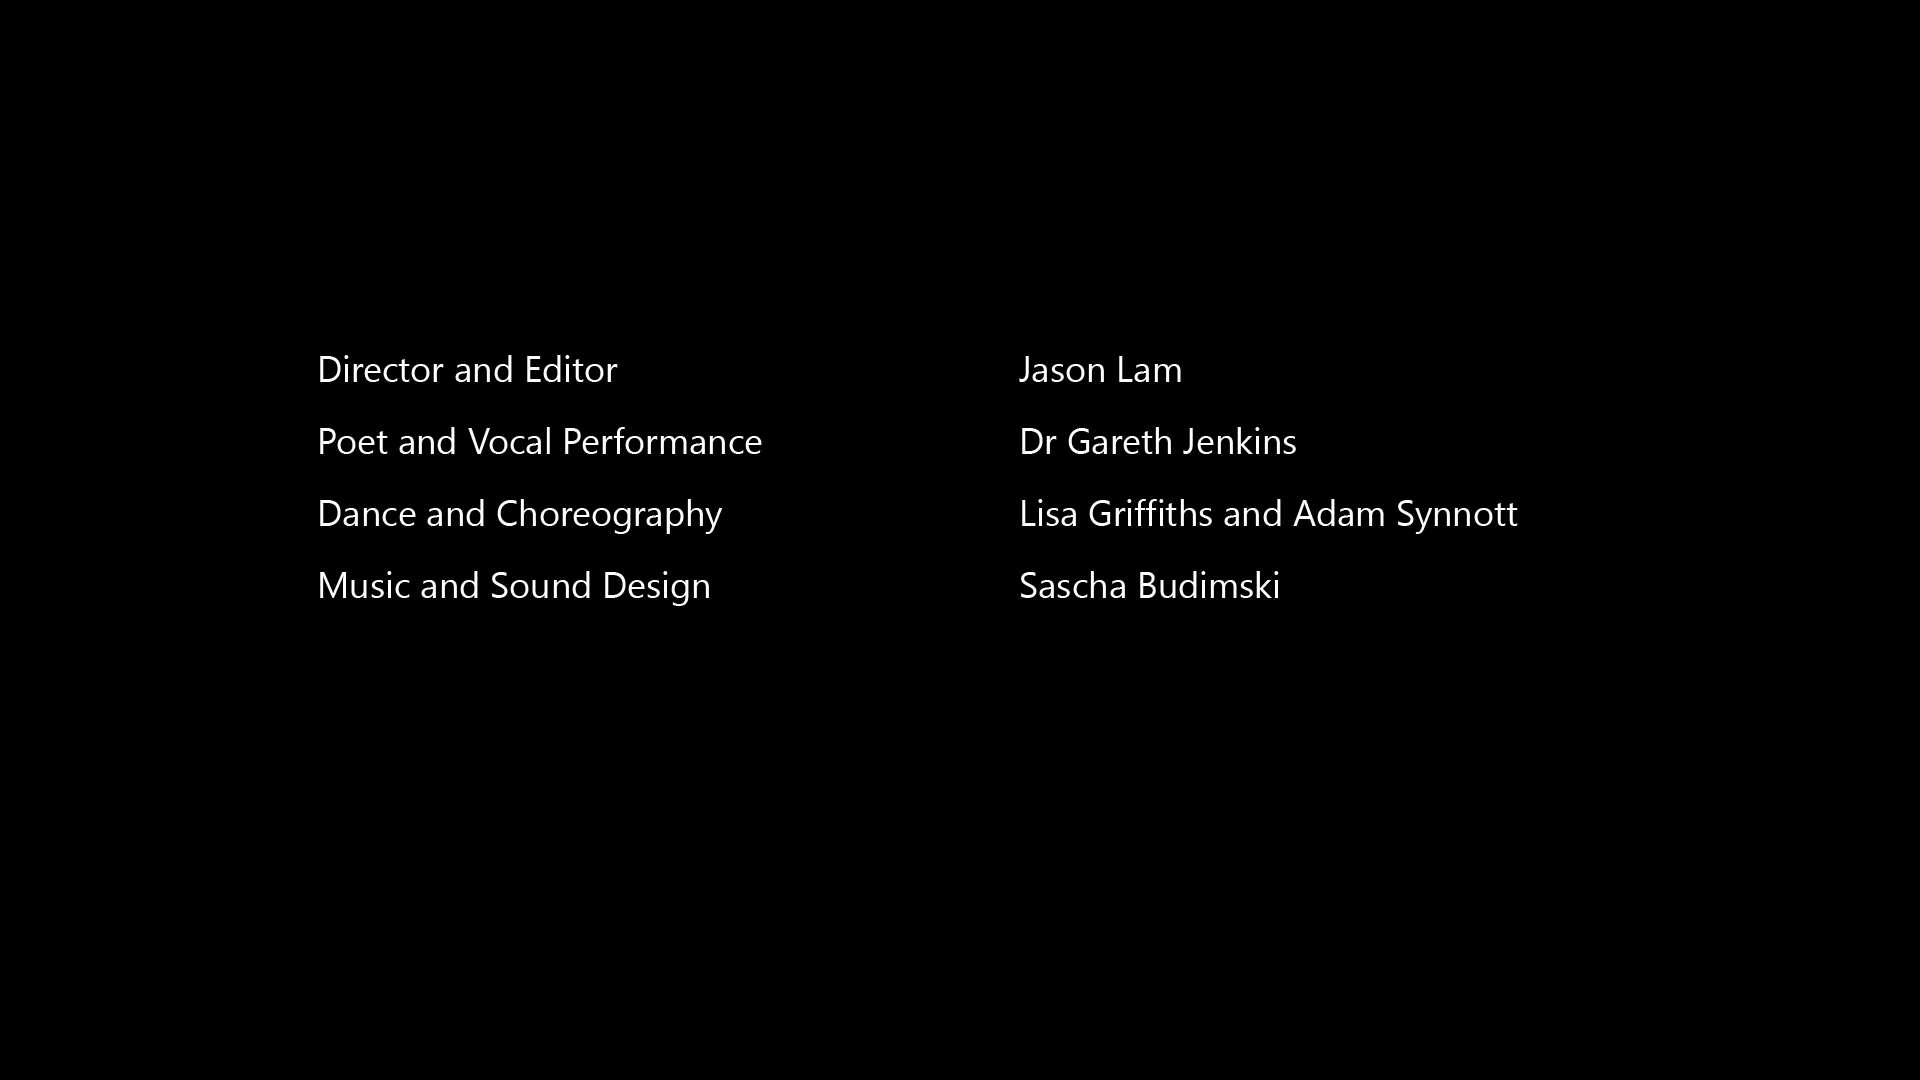 Director and Editor Jason Lam
Poet and Vocal Performance Dr Gareth Jenkins
Dance and Choreography Lisa Griffiths and Adam Synnott
Music and Sound Design Sascha Budimski